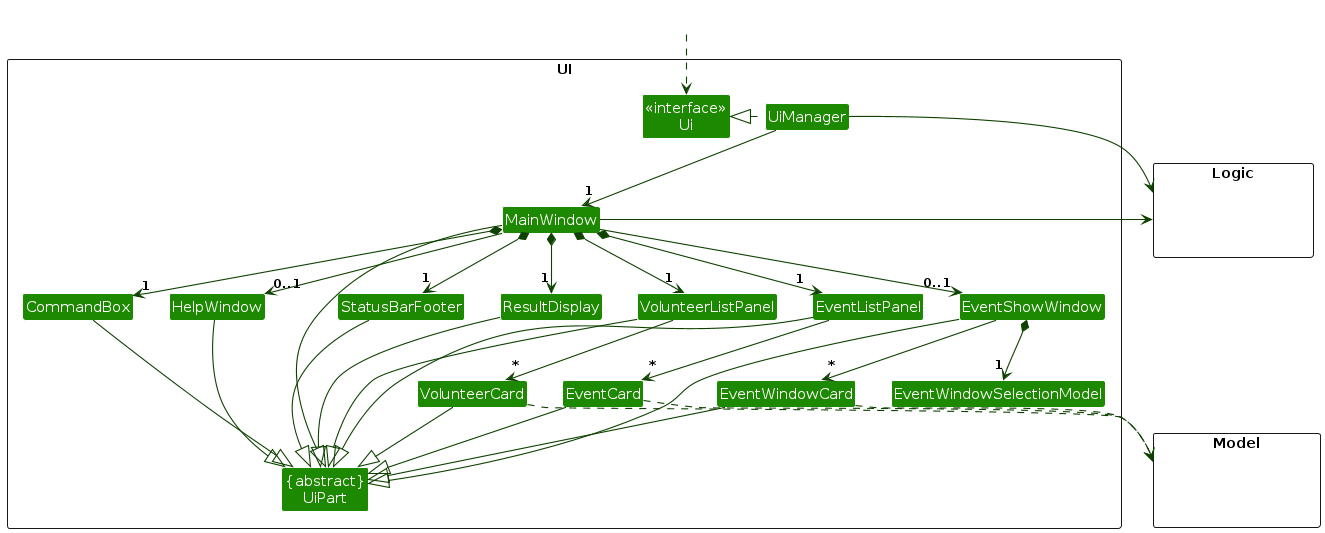 UI
«interface»
Ui
UiManager
Logic
1
MainWindow
1
0..1
1
1
1
1
0..1
CommandBox
HelpWindow
StatusBarFooter
ResultDisplay
VolunteerListPanel
EventListPanel
EventShowWindow
*
*
*
1
VolunteerCard
EventCard
EventWindowCard
EventWindowSelectionModel
Model
{abstract}
UiPart